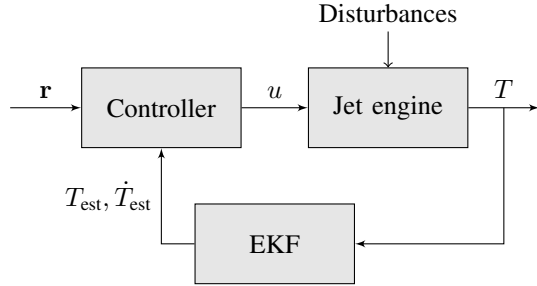 Disturbances
r
Controller
u
Jet engine
T
T_est, Ṫ_est
EKF